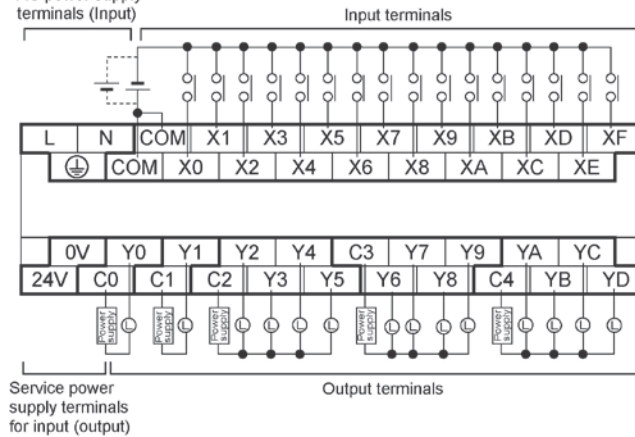 terminals (Input)
Input terminals
L N COM X1 X3 X5 X7 X9 XB XD XF
COM X0 X2 X4 X6 X8 XA XC XE
0V Y0 Y1 Y2 Y4 C3 Y7 Y9 YA YC
24V C0 C1 C2 Y3 Y5 Y6 Y8 C4 YB YD
Power supply L Power supply L Power supply L L L L Power supply L L L L Power supply L L L L
Service power
supply terminals
for input (output)
Output terminals